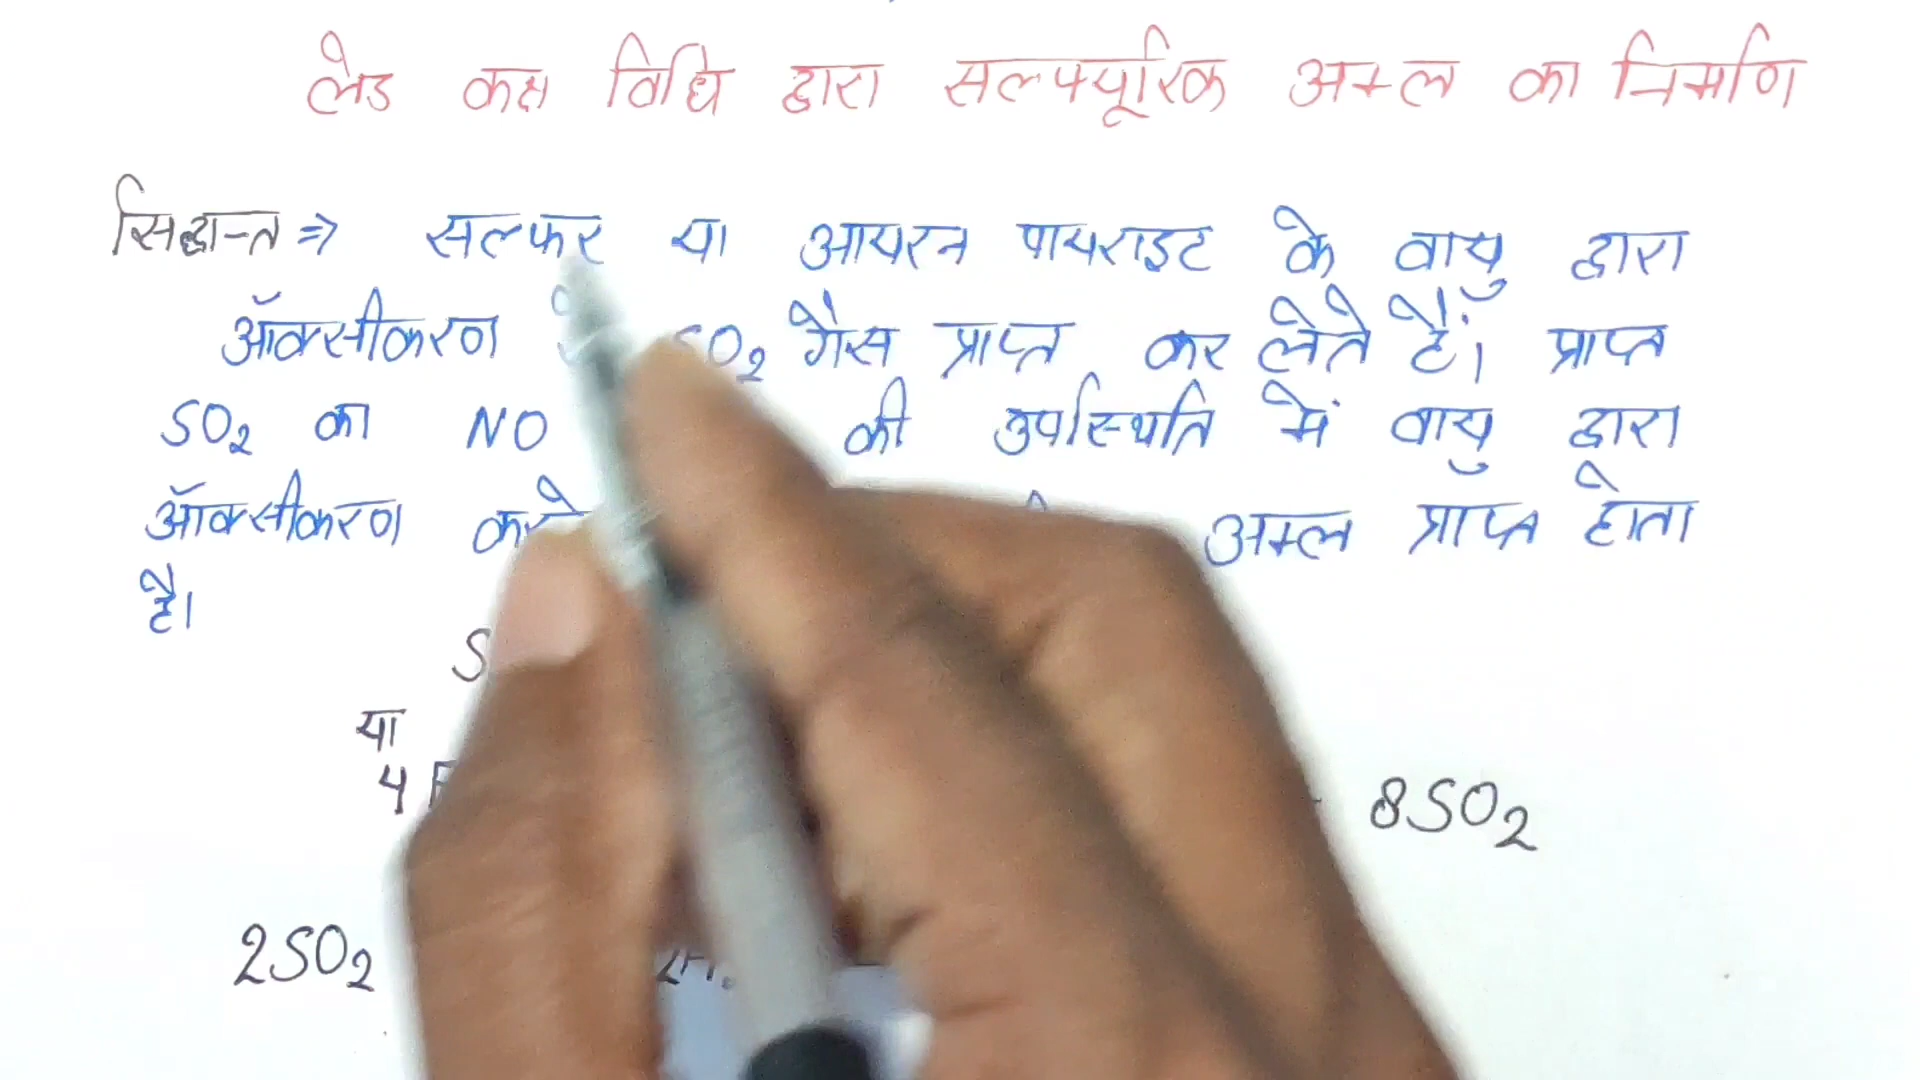 लेड कक्ष विधि द्वारा सल्फ्यूरिक अम्ल का निर्माण
सिद्धान्त ⇒ सल्फर या आयरन पायराइट के वायु द्वारा
ऑक्सीकरण SO₂ गैस प्राप्त कर लेते हैं। प्राप्त
SO₂ का NO की उपस्थिति में वायु द्वारा
ऑक्सीकरण अम्ल प्राप्त होता
है।
S
या
4 8SO₂
2SO₂